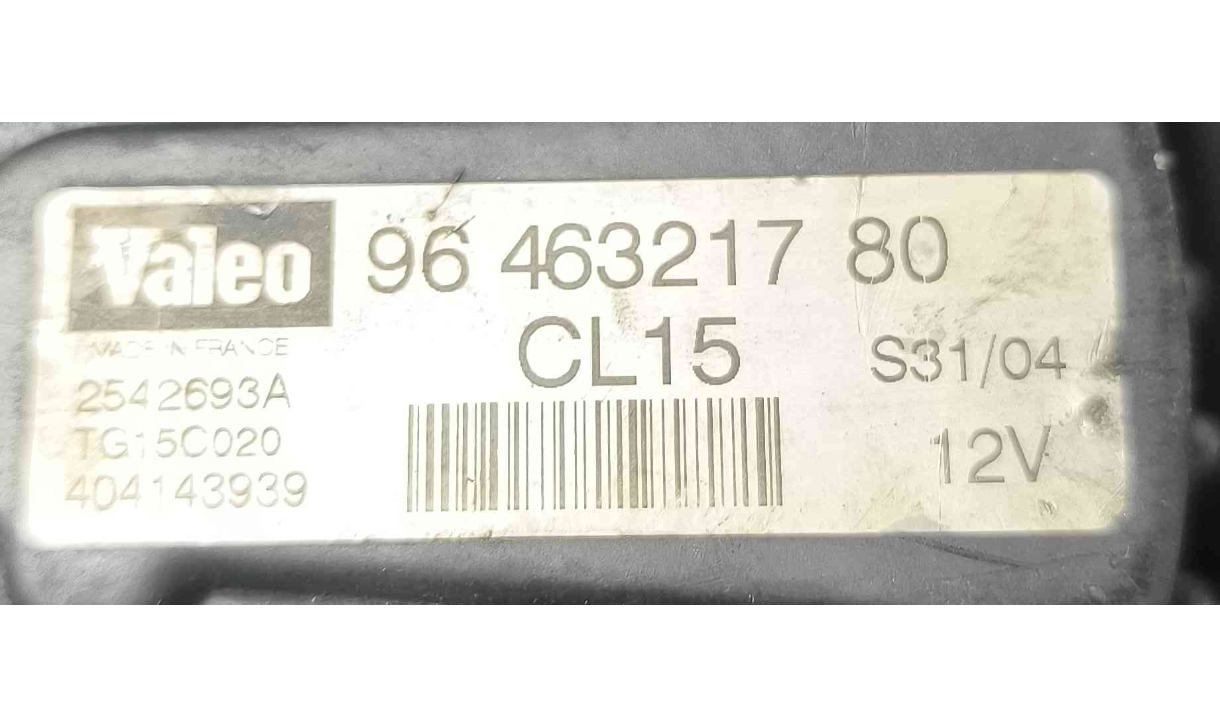 Valeo
96 463217 80
MADE IN FRANCE
CL15
S31/04
2542693A
TG15C020
12V
404143939